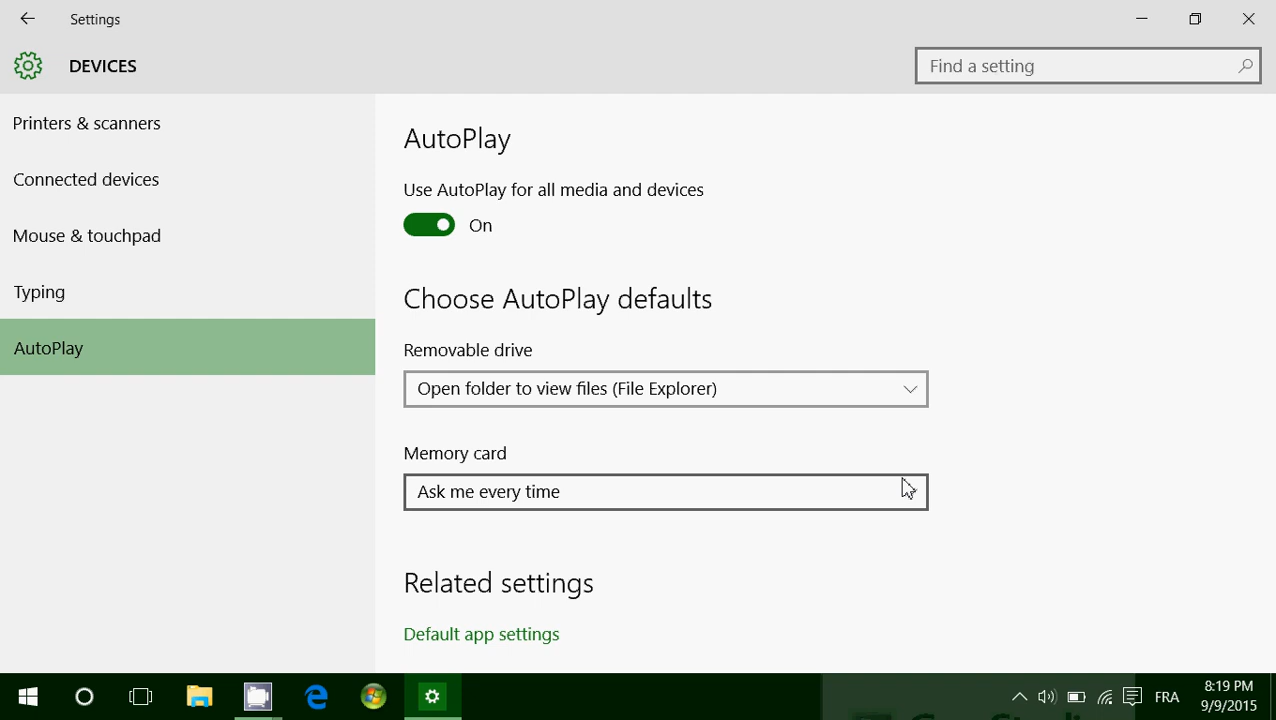 Settings
DEVICES
Find a setting
Printers & scanners
Connected devices
Mouse & touchpad
Typing
AutoPlay
AutoPlay
Use AutoPlay for all media and devices
On
Choose AutoPlay defaults
Removable drive
Open folder to view files (File Explorer)
Memory card
Ask me every time
Related settings
Default app settings
FRA
8:19 PM
9/9/2015